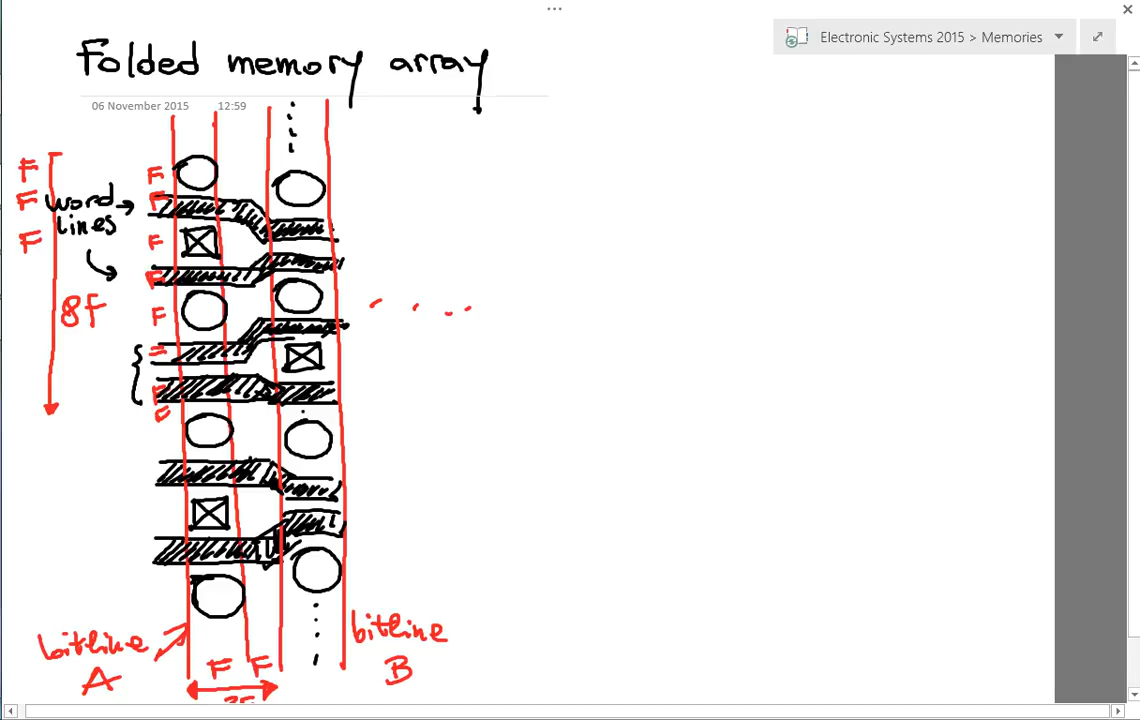 Electronic Systems 2015 > Memories
Folded memory array
06 November 2015 12:59
F
F
F
word
lines
8F
F
F
F
F
F
F
F
bitline
A
F F
bitline
B